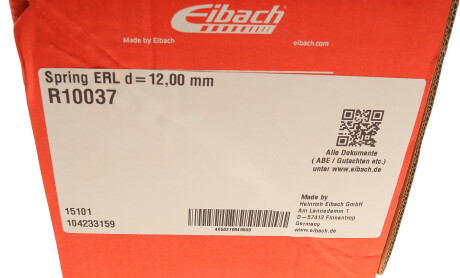 Eibach
Made by Eibach
eibach.com
Spring ERL d=12,00 mm
R10037
Alle Dokumente
( ABE / Gutachten etc.)
unter www.eibach.de
Made by
Heinrich Eibach GmbH
Am Lennedamm 1
D-57413 Finnentrop
Germany
www.eibach.de
15101
104233159